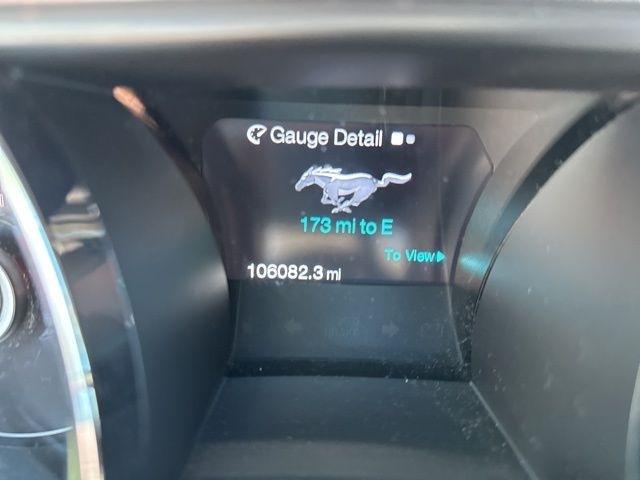 Gauge Detail
173 mi to E
To View
106082.3 mi